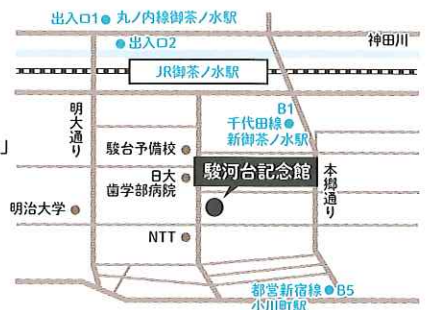 出入口1 丸ノ内線御茶ノ水駅
出入口2
神田川
JR御茶ノ水駅
明大通り
B1
千代田線
新御茶ノ水駅
」
駿台予備校
日大
歯学部病院
駿河台記念館
本郷通り
明治大学
NTT
都営新宿線 B5
小川町駅